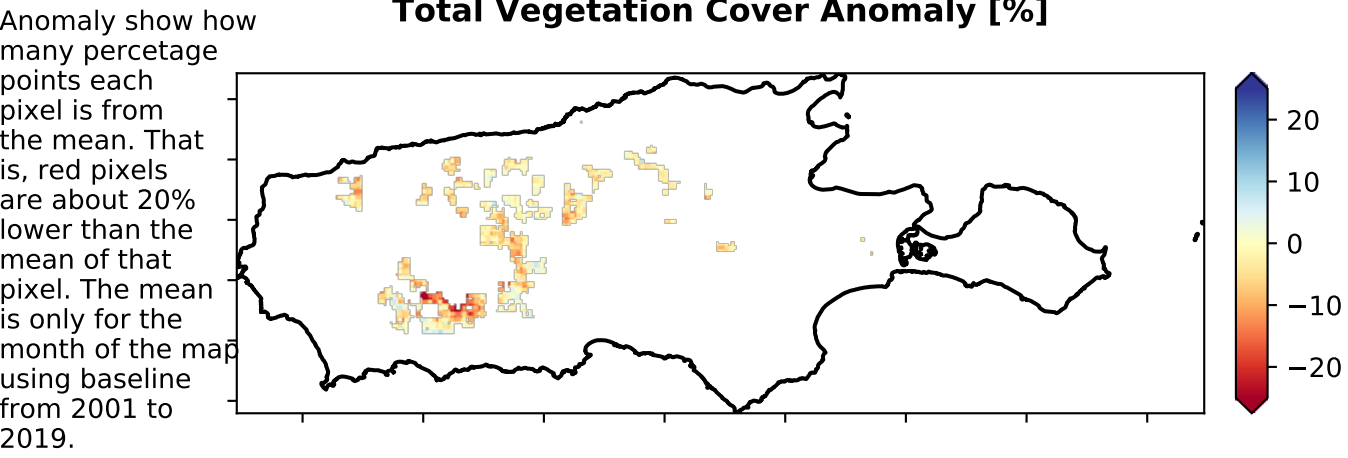 Total Vegetation Cover Anomaly [%]
Anomaly show how
many percetage
points each
pixel is from
the mean. That
is, red pixels
are about 20%
lower than the
mean of that
pixel. The mean
is only for the
month of the map
using baseline
from 2001 to
2019.
20
10
0
−10
−20